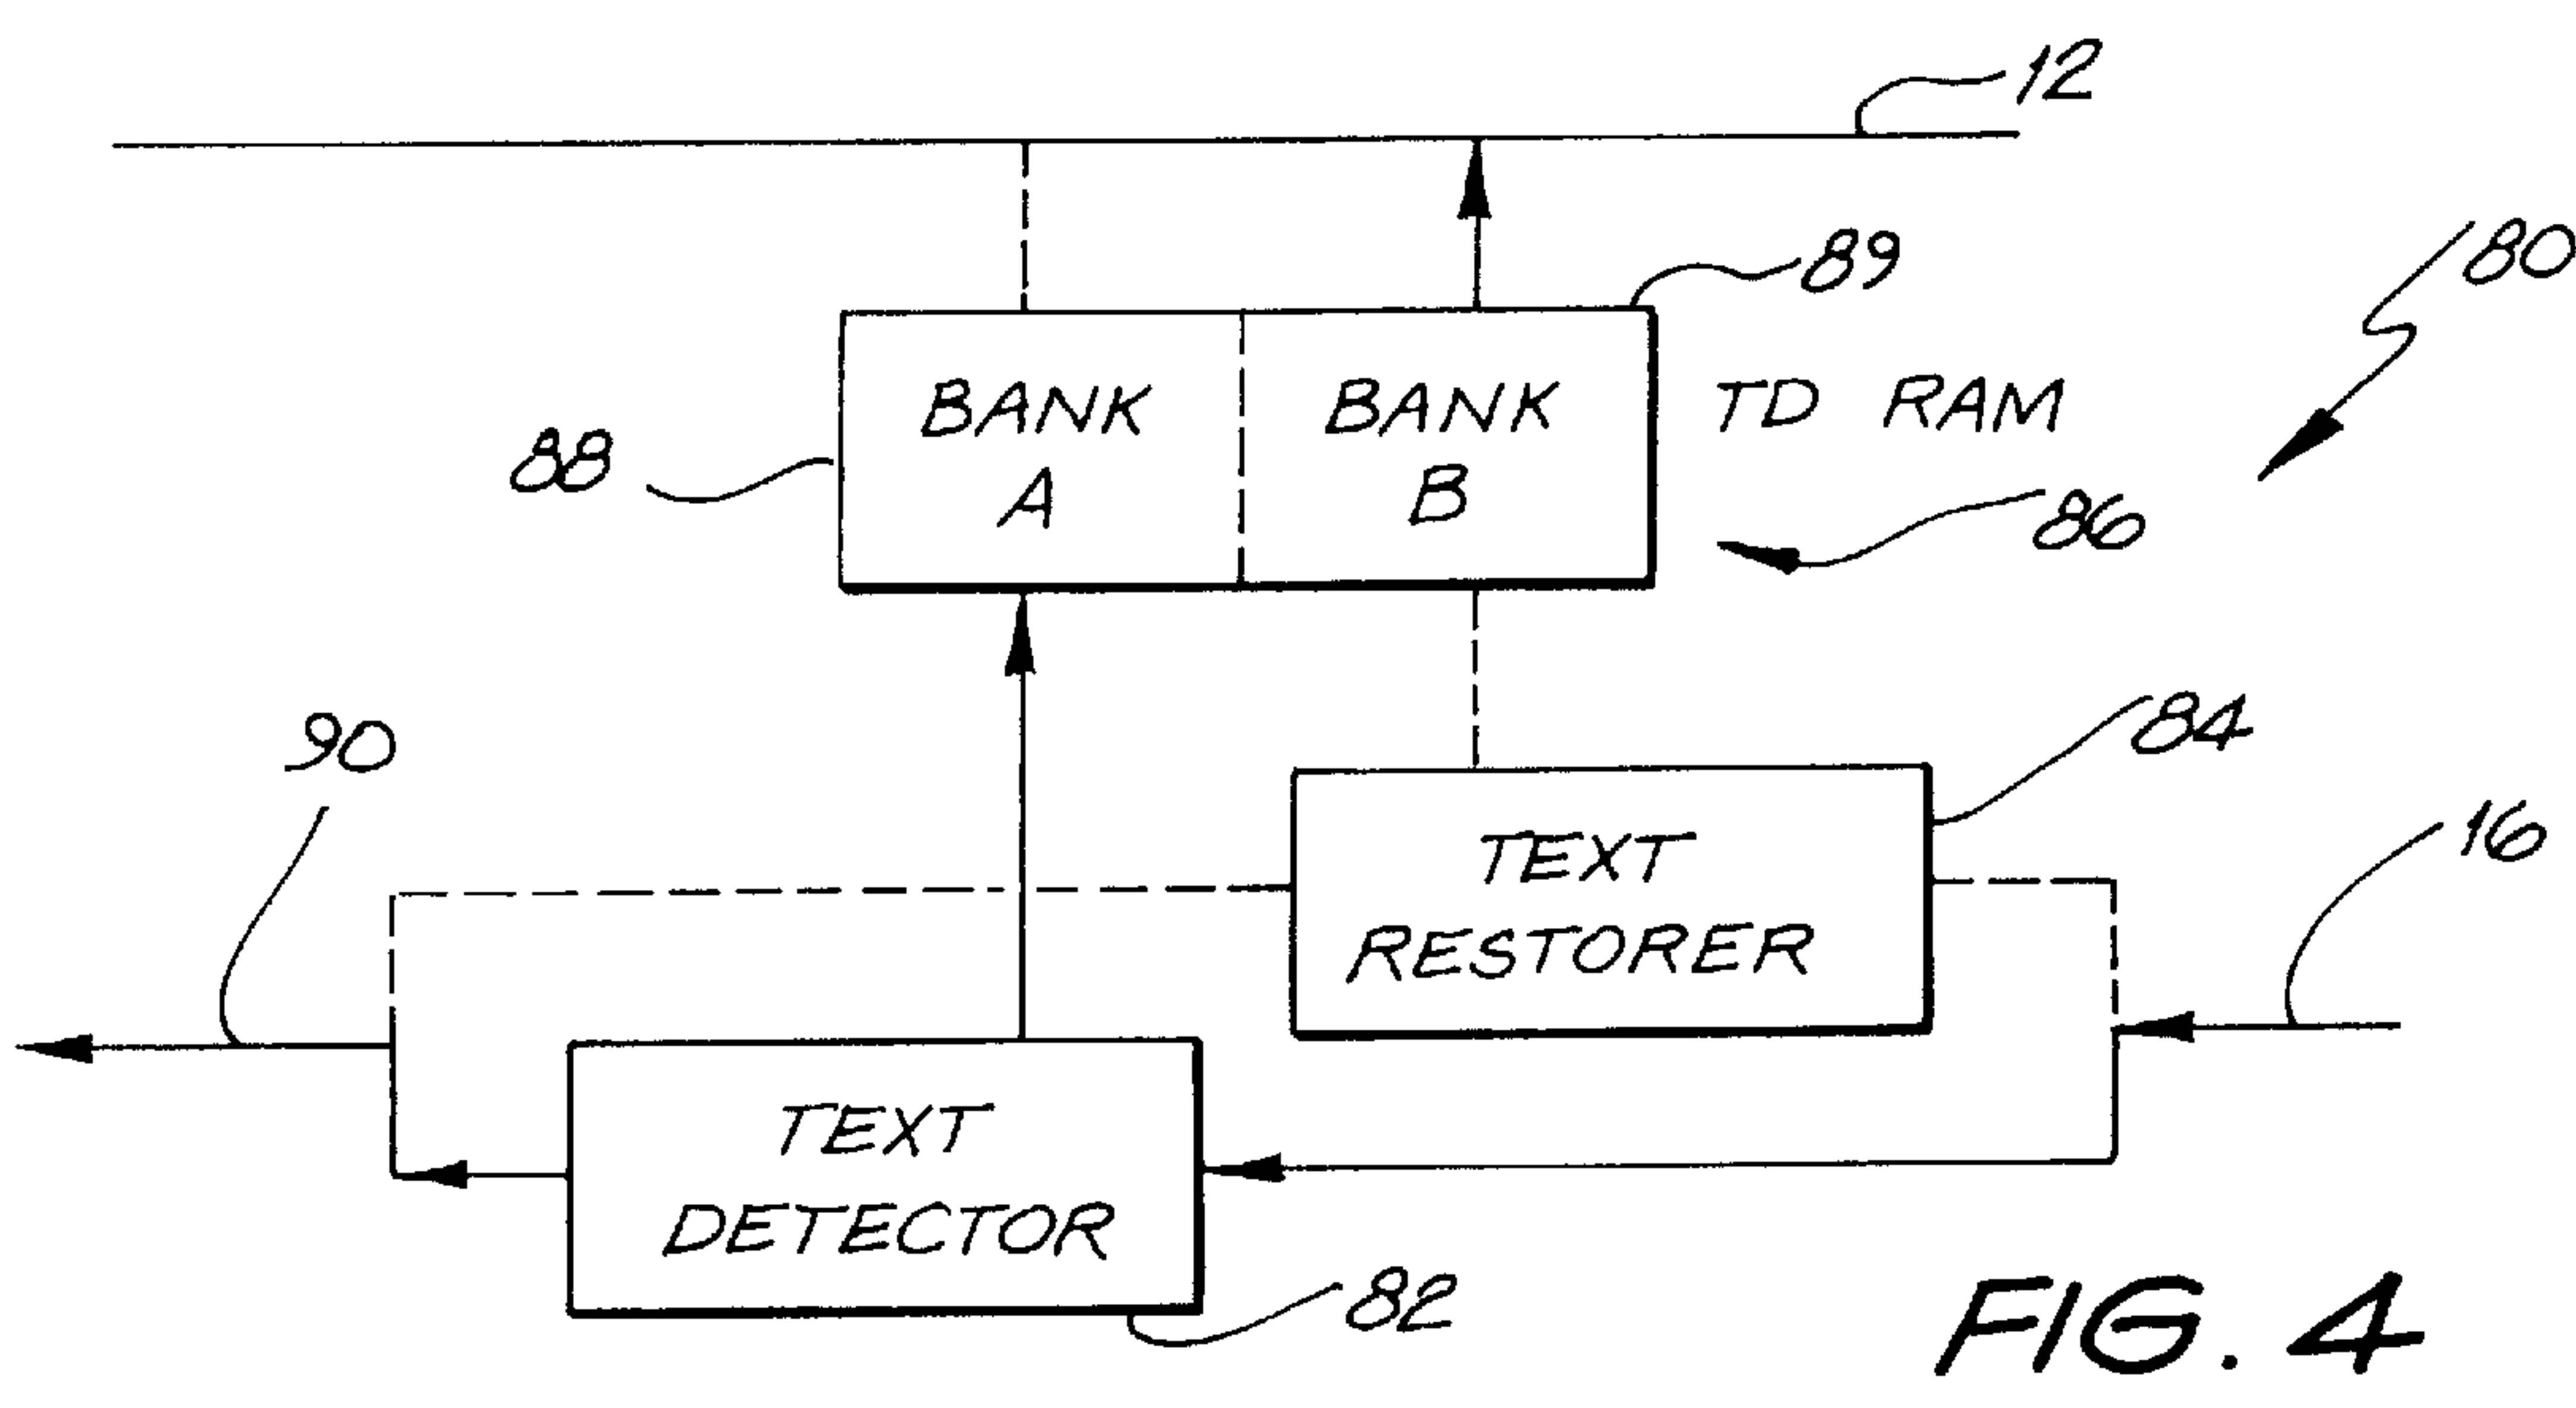 12
80
89
BANK
A
BANK
B
TD RAM
88
86
90
84
16
TEXT
RESTORER
TEXT
DETECTOR
82
FIG. 4